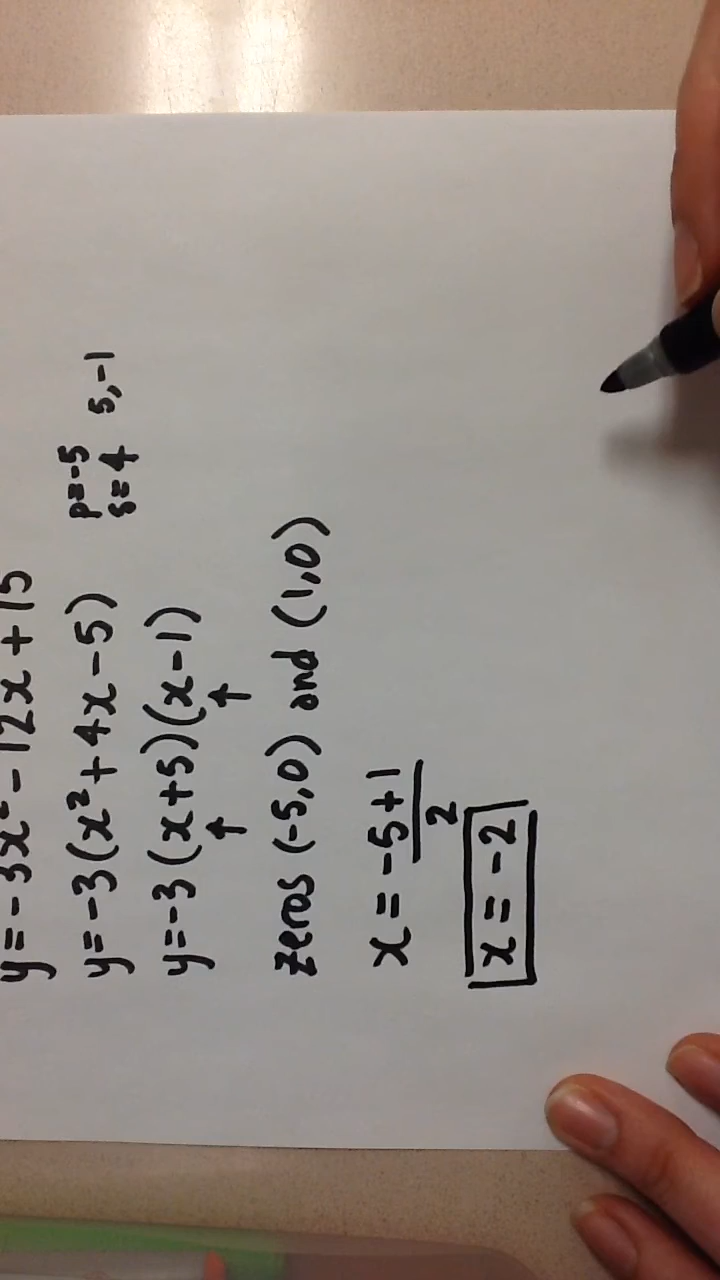 y=-3x²-12x+15
y=-3(x²+4x-5) p=-5
s=4 5,-1
y=-3(x+5)(x-1)
zeros (-5,0) and (1,0)
x = -5+1
2
x = -2